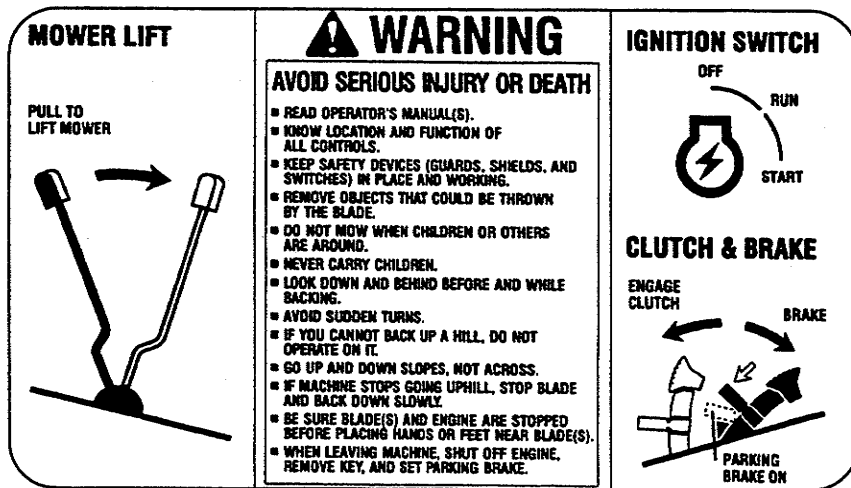 MOWER LIFT
PULL TO
LIFT MOWER
WARNING
AVOID SERIOUS INJURY OR DEATH
▪ READ OPERATOR'S MANUAL(S).
▪ KNOW LOCATION AND FUNCTION OF
ALL CONTROLS.
▪ KEEP SAFETY DEVICES (GUARDS, SHIELDS, AND
SWITCHES) IN PLACE AND WORKING.
▪ REMOVE OBJECTS THAT COULD BE THROWN
BY THE BLADE.
▪ DO NOT MOW WHEN CHILDREN OR OTHERS
ARE AROUND.
▪ NEVER CARRY CHILDREN.
▪ LOOK DOWN AND BEHIND BEFORE AND WHILE
BACKING.
▪ AVOID SUDDEN TURNS.
▪ IF YOU CANNOT BACK UP A HILL, DO NOT
OPERATE ON IT.
▪ GO UP AND DOWN SLOPES, NOT ACROSS.
▪ IF MACHINE STOPS GOING UPHILL, STOP BLADE
AND BACK DOWN SLOWLY.
▪ BE SURE BLADE(S) AND ENGINE ARE STOPPED
BEFORE PLACING HANDS OR FEET NEAR BLADE(S).
▪ WHEN LEAVING MACHINE, SHUT OFF ENGINE,
REMOVE KEY, AND SET PARKING BRAKE.
IGNITION SWITCH
OFF
RUN
START
CLUTCH & BRAKE
ENGAGE
CLUTCH
BRAKE
PARKING
BRAKE ON